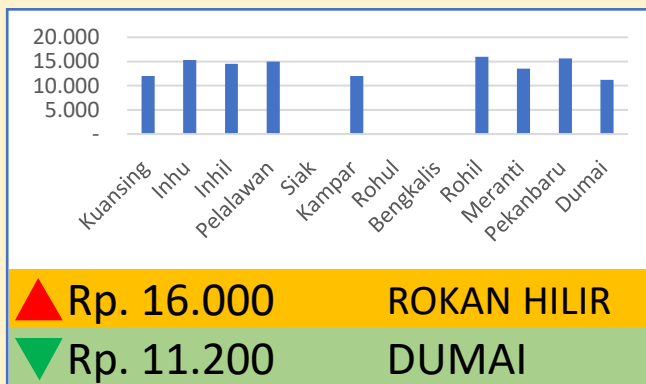 20.000
15.000
10.000
5.000
-
Kuansing
Inhu
Inhil
Pelalawan
Siak
Kampar
Rohul
Bengkalis
Rohil
Meranti
Pekanbaru
Dumai
Rp. 16.000 ROKAN HILIR
Rp. 11.200 DUMAI